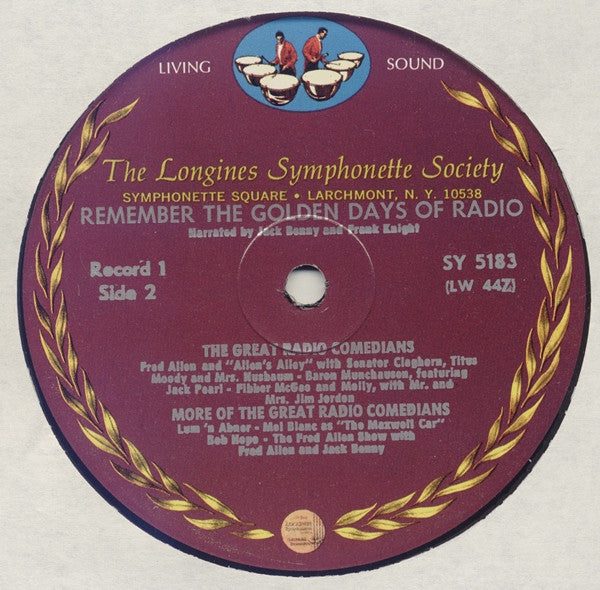 LIVING SOUND
The Longines Symphonette Society
SYMPHONETTE SQUARE • LARCHMONT, N. Y. 10538
REMEMBER THE GOLDEN DAYS OF RADIO
Narrated by Jack Benny and Frank Knight
Record 1 SY 5183
Side 2 (LW 447)
THE GREAT RADIO COMEDIANS
Fred Allen and "Allen's Alley" with Senator Claghorn, Titus
Moody and Mrs. Nusbaum - Baron Munchausen, featuring
Jack Pearl - Fibber McGee and Molly, with Mr. and
Mrs. Jim Jordon
MORE OF THE GREAT RADIO COMEDIANS
Lum 'n Abner - Mel Blanc as "The Maxwell Car"
Bob Hope - The Fred Allen Show with
Fred Allen and Jack Benny